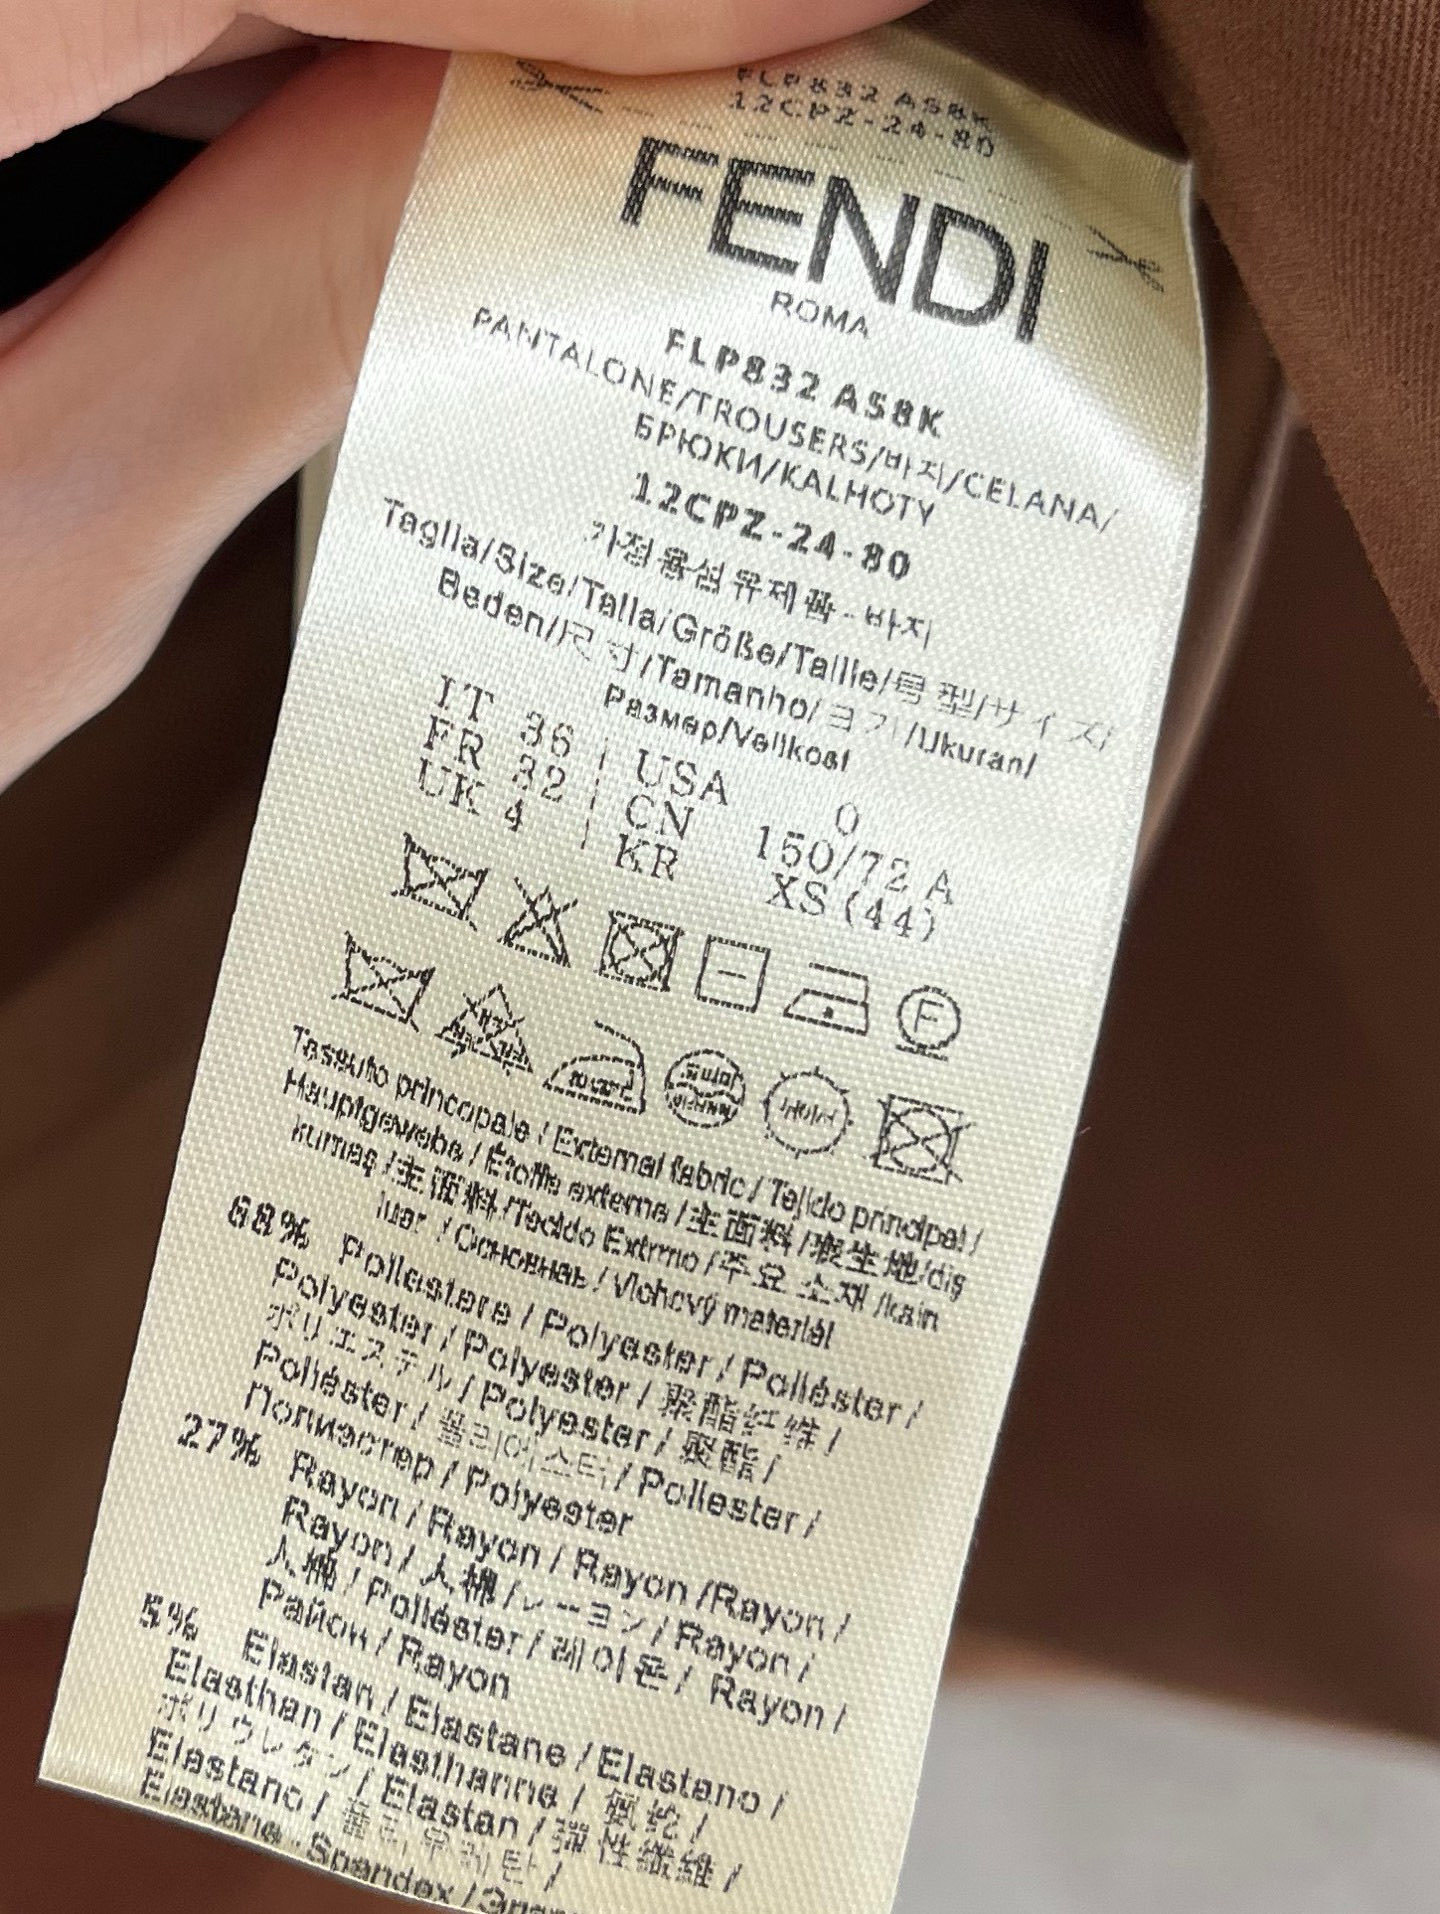 FLP832 AS8K
12CPZ-24-80
FENDI
ROMA
FLP832 AS8K
PANTALONE/TROUSERS/바지/CELANA/
БРЮКИ/KALHOTY
12CPZ-24-80
가정용섬유제품-바지
Taglia/Size/Talla/Größe/Taille/号型/サイズ/
Beden/尺寸/Tamanho/크기/Ukuran/
Размер/Velikost
IT 36 | USA 0
FR 32 | CN 150/72 A
UK 4 | KR XS (44)
F
Tessuto princopale / External fabric / Tejido principal /
Hauptgewebe / Étoffe externe / 主面料 / 表生地/dış
kumaş /主面料/Tecido Extrrno /주요 소재 /kain
luar / Основнаь / Vlchový materiál
68% Poliestere / Polyester / Poliéster /
Polyester / Polyester / 聚酯红维 /
ポリエステル / Polyester / 聚酯 /
Poliéster / 폴리에스터 / Poliester /
Полиэстер / Polyester
27% Rayon / Rayon / Rayon /Rayon /
Rayon / 人棉 /レーヨン / Rayon /
人棉 / Poliéster / 레이온 / Rayon /
Район / Rayon
5% Elastan / Elastane / Elastano /
Elasthan / Elasthanne / 氨纶 /
ポリウレタン / Elastan / 彈性纖維 /
Elastano / 폴리우레탄 /
Elastane Spandex /